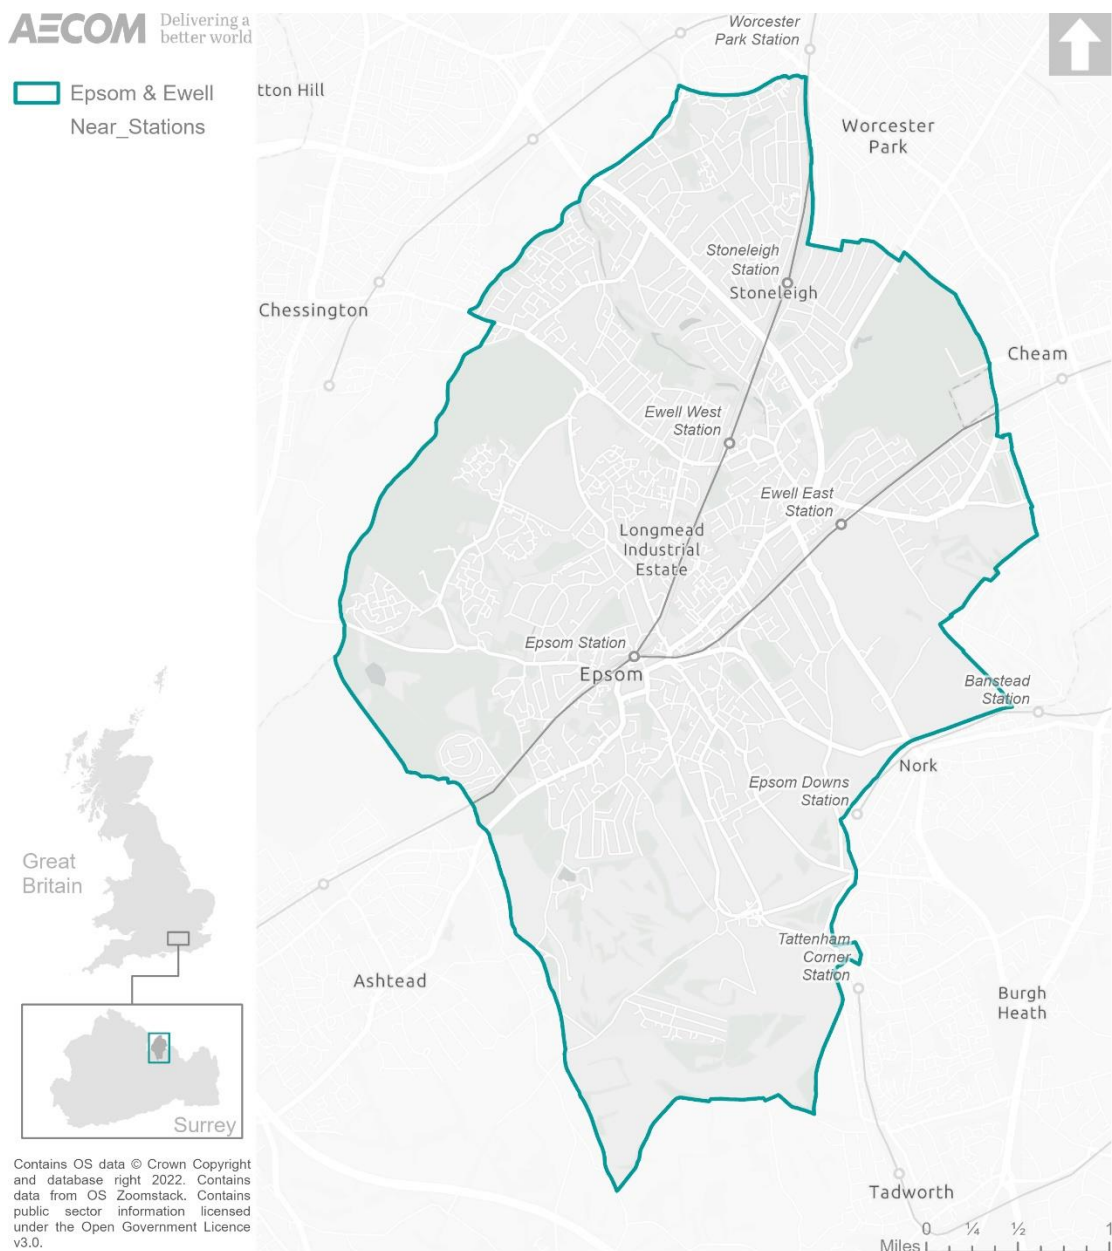 AECOM
Delivering a
better world
Epsom & Ewell
Near_Stations
Worcester
Park Station
tton Hill
Worcester
Park
Stoneleigh
Station
Stoneleigh
Chessington
Cheam
Ewell West
Station
Ewell East
Station
Longmead
Industrial
Estate
Epsom Station
Epsom
Banstead
Station
Nork
Epsom Downs
Station
Tattenham
Corner
Station
Ashtead
Burgh
Heath
Tadworth
Great
Britain
Surrey
Contains OS data © Crown Copyright
and database right 2022. Contains
data from OS Zoomstack. Contains
public sector information licensed
under the Open Government Licence
v3.0.
0 ¼ ½ 1
Miles